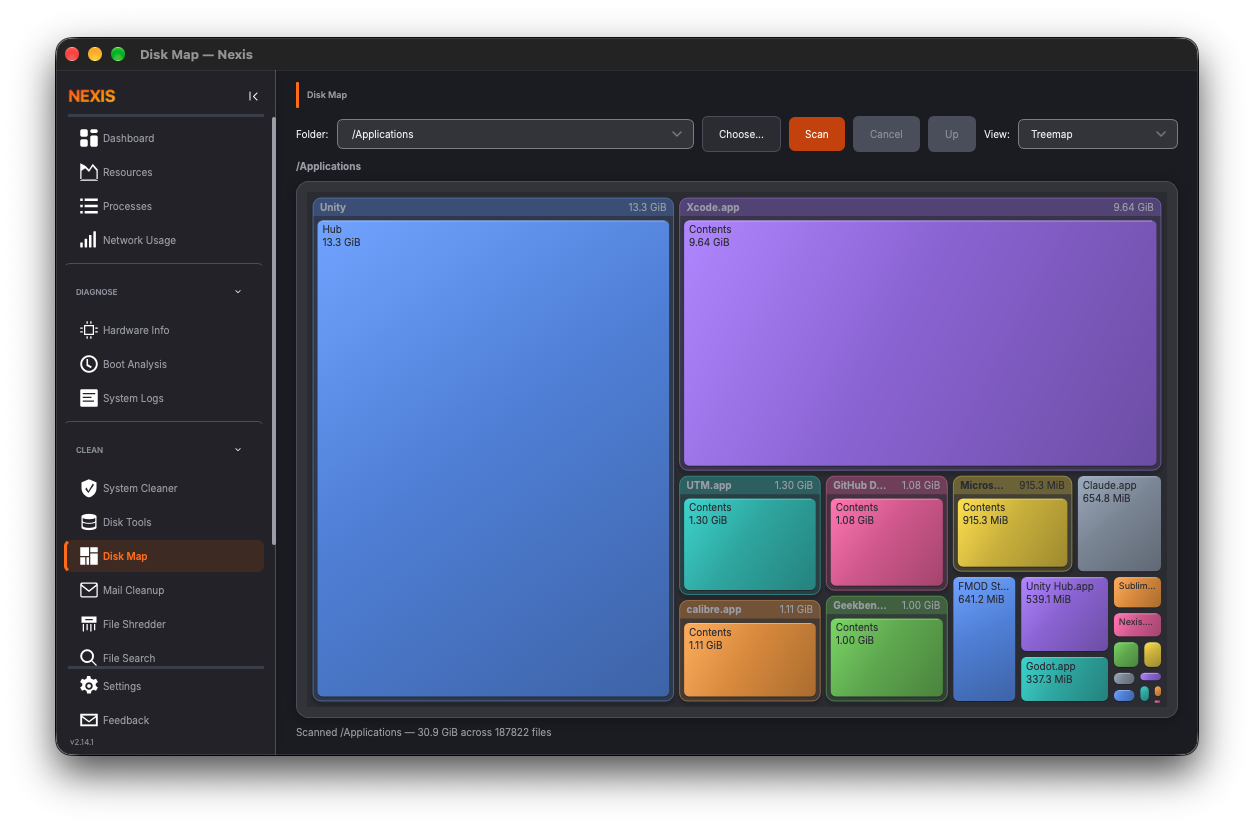 Disk Map — Nexis
NEXIS
Dashboard
Resources
Processes
Network Usage
DIAGNOSE
Hardware Info
Boot Analysis
System Logs
CLEAN
System Cleaner
Disk Tools
Disk Map
Mail Cleanup
File Shredder
File Search
Settings
Feedback
v2.14.1
Disk Map
Folder: /Applications Choose... Scan Cancel Up View: Treemap
/Applications
Unity 13.3 GiB
Hub
13.3 GiB
Xcode.app 9.64 GiB
Contents
9.64 GiB
UTM.app 1.30 GiB
Contents
1.30 GiB
GitHub D... 1.08 GiB
Contents
1.08 GiB
Micros... 915.3 MiB
Contents
915.3 MiB
Claude.app
654.8 MiB
calibre.app 1.11 GiB
Contents
1.11 GiB
Geekben... 1.00 GiB
Contents
1.00 GiB
FMOD St...
641.2 MiB
Unity Hub.app
539.1 MiB
Godot.app
337.3 MiB
Sublim...
Nexis....
Scanned /Applications — 30.9 GiB across 187822 files